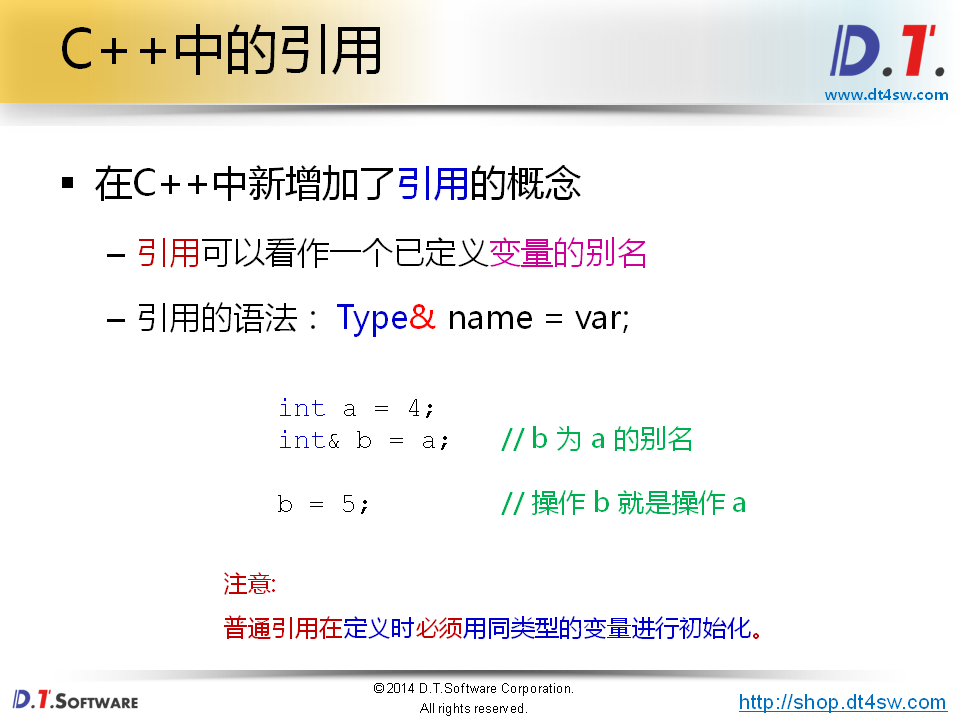 C++中的引用
D.T.
www.dt4sw.com
▪ 在C++中新增加了引用的概念
– 引用可以看作一个已定义变量的别名
– 引用的语法： Type& name = var;
int a = 4;
int& b = a; // b 为 a 的别名
b = 5; // 操作 b 就是操作 a
注意:
普通引用在定义时必须用同类型的变量进行初始化。
D.T.SOFTWARE
©2014 D.T.Software Corporation.
All rights reserved.
http://shop.dt4sw.com